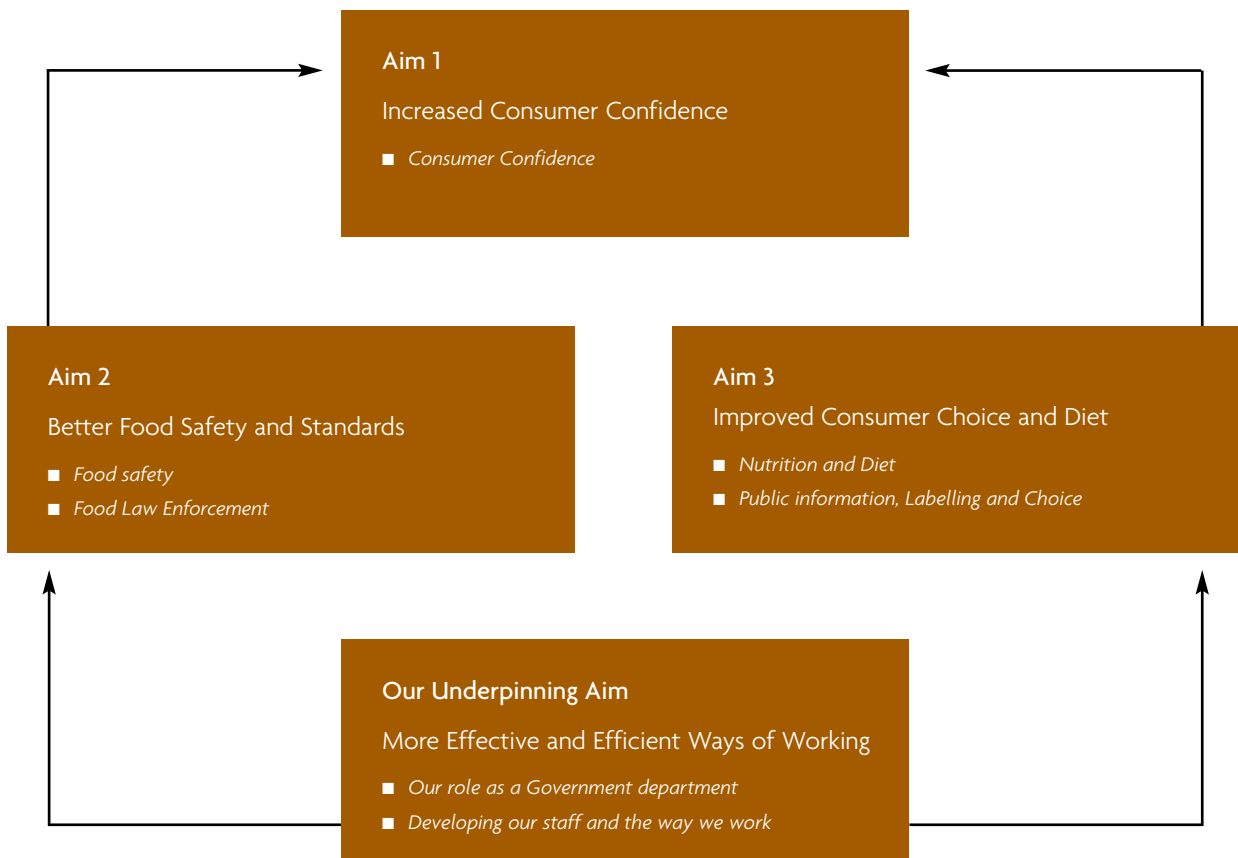 Aim 1
Increased Consumer Confidence
■ Consumer Confidence
Aim 2
Better Food Safety and Standards
■ Food safety
■ Food Law Enforcement
Aim 3
Improved Consumer Choice and Diet
■ Nutrition and Diet
■ Public information, Labelling and Choice
Our Underpinning Aim
More Effective and Efficient Ways of Working
■ Our role as a Government department
■ Developing our staff and the way we work